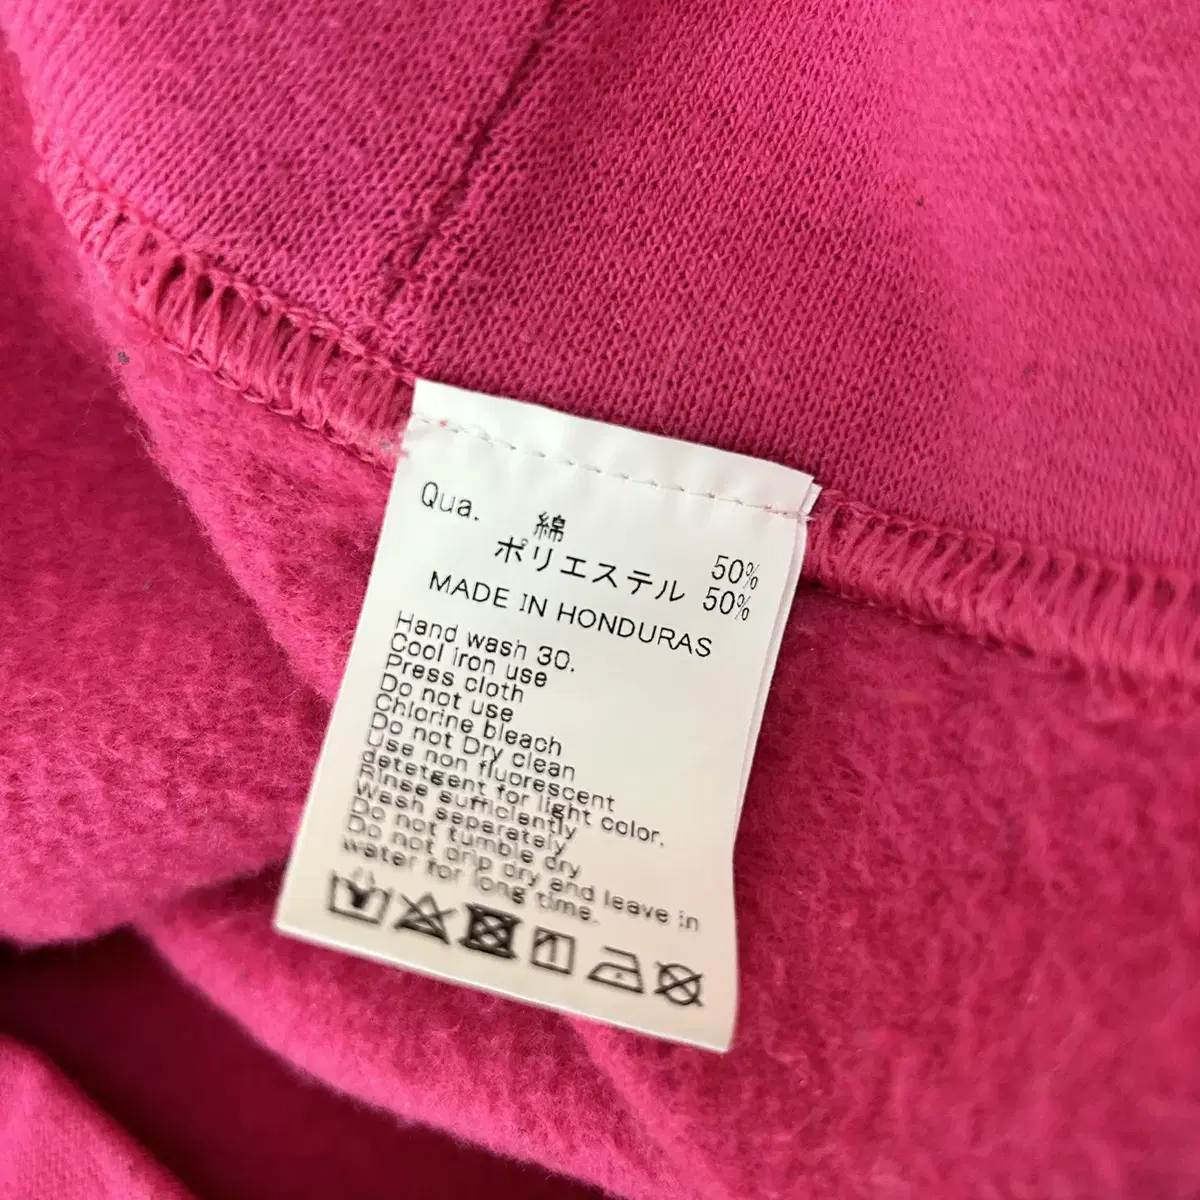 Qua. 綿 50%
ポリエステル 50%
MADE IN HONDURAS
Hand wash 30.
Cool iron use
Press cloth
Do not use
Chlorine bleach
Do not Dry clean
Use non fluorescent
detetgent for light color.
Rinse sufficiently
Wash separately
Do not tumble dry
Do not drip dry and leave in
water for long time.